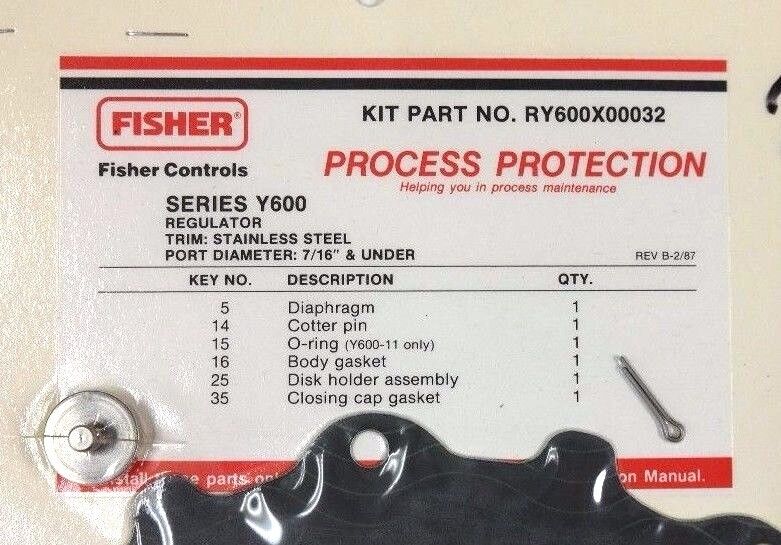 FISHER®
KIT PART NO. RY600X00032
Fisher Controls
PROCESS PROTECTION
Helping you in process maintenance
SERIES Y600
REGULATOR
TRIM: STAINLESS STEEL
PORT DIAMETER: 7/16" & UNDER
REV B-2/87
KEY NO. DESCRIPTION QTY.
5 Diaphragm 1
14 Cotter pin 1
15 O-ring (Y600-11 only) 1
16 Body gasket 1
25 Disk holder assembly 1
35 Closing cap gasket 1
parts Manual.